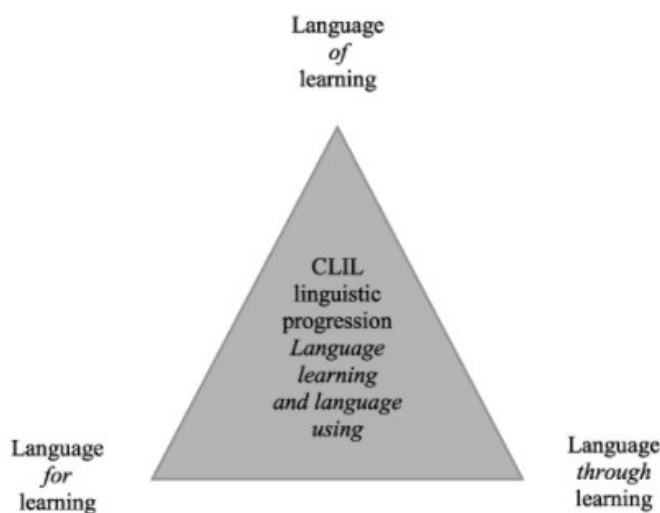 Language
of
learning
CLIL
linguistic
progression
Language
learning
and language
using
Language
for
learning
Language
through
learning